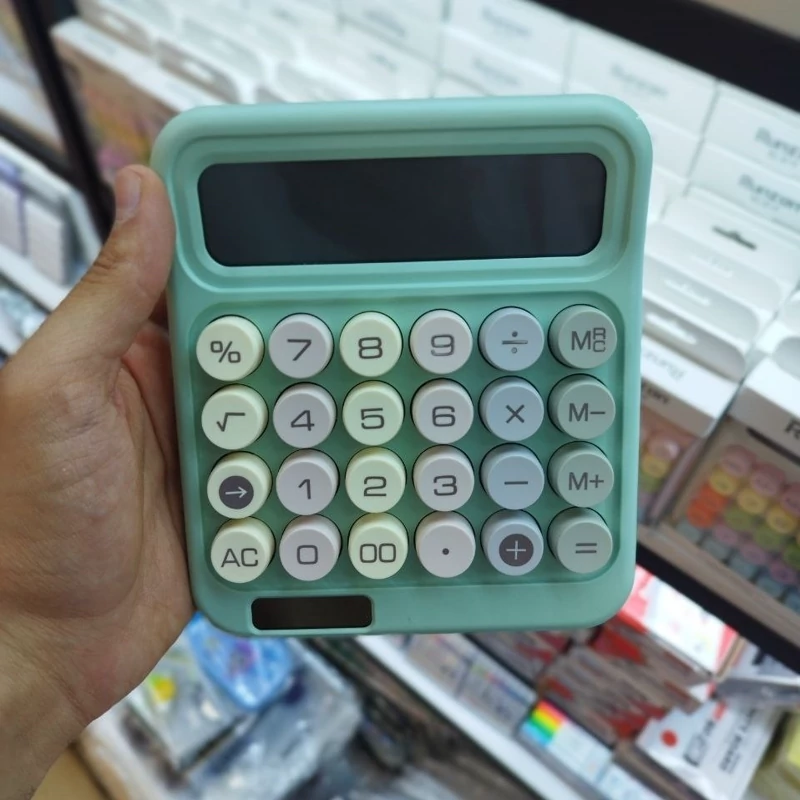 % 7 8 9 ÷ MRC
√ 4 5 6 × M−
→ 1 2 3 − M+
AC 0 00 . + =